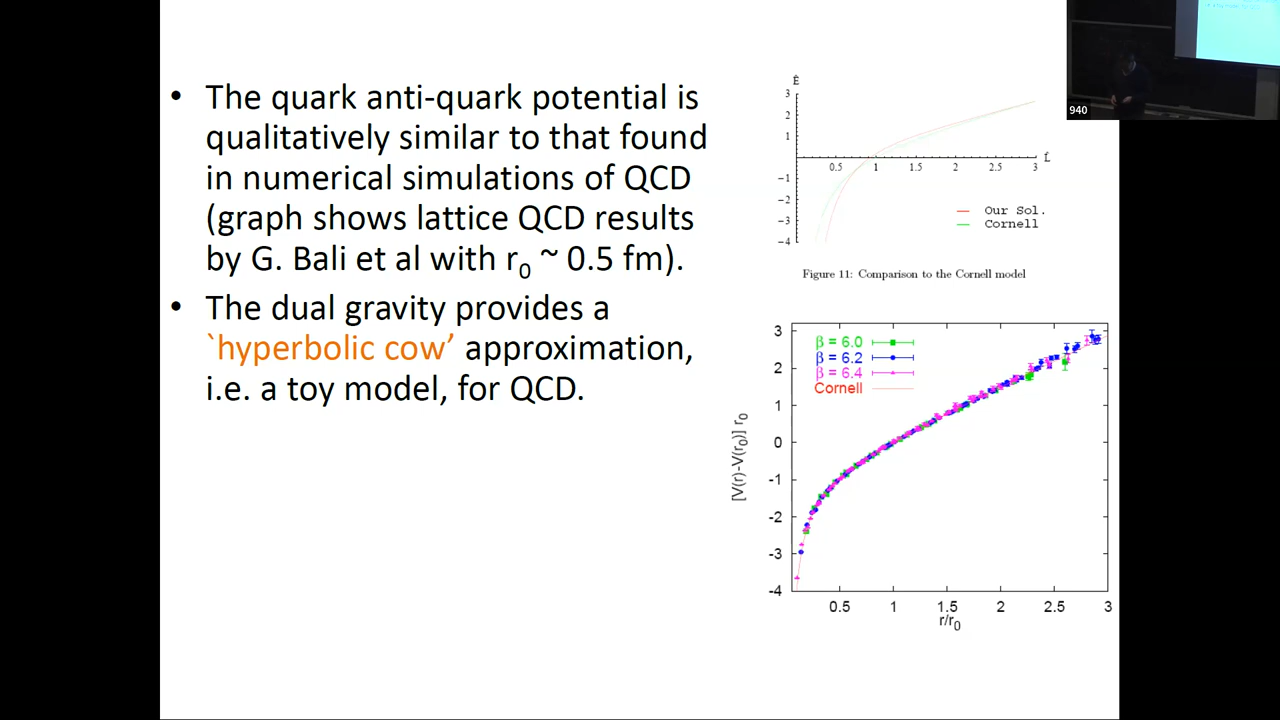 • The quark anti-quark potential is
qualitatively similar to that found
in numerical simulations of QCD
(graph shows lattice QCD results
by G. Bali et al with r0 ~ 0.5 fm).
• The dual gravity provides a
`hyperbolic cow’ approximation,
i.e. a toy model, for QCD.
Ê
3
2
1
-1
-2
-3
-4
0.5 1 1.5 2 2.5 3
Our Sol.
Cornell
Figure 11: Comparison to the Cornell model
3
2
1
0
-1
-2
-3
-4
β = 6.0
β = 6.2
β = 6.4
Cornell
[V(r)-V(r0)] r0
0.5 1 1.5 2 2.5 3
r/r0
940